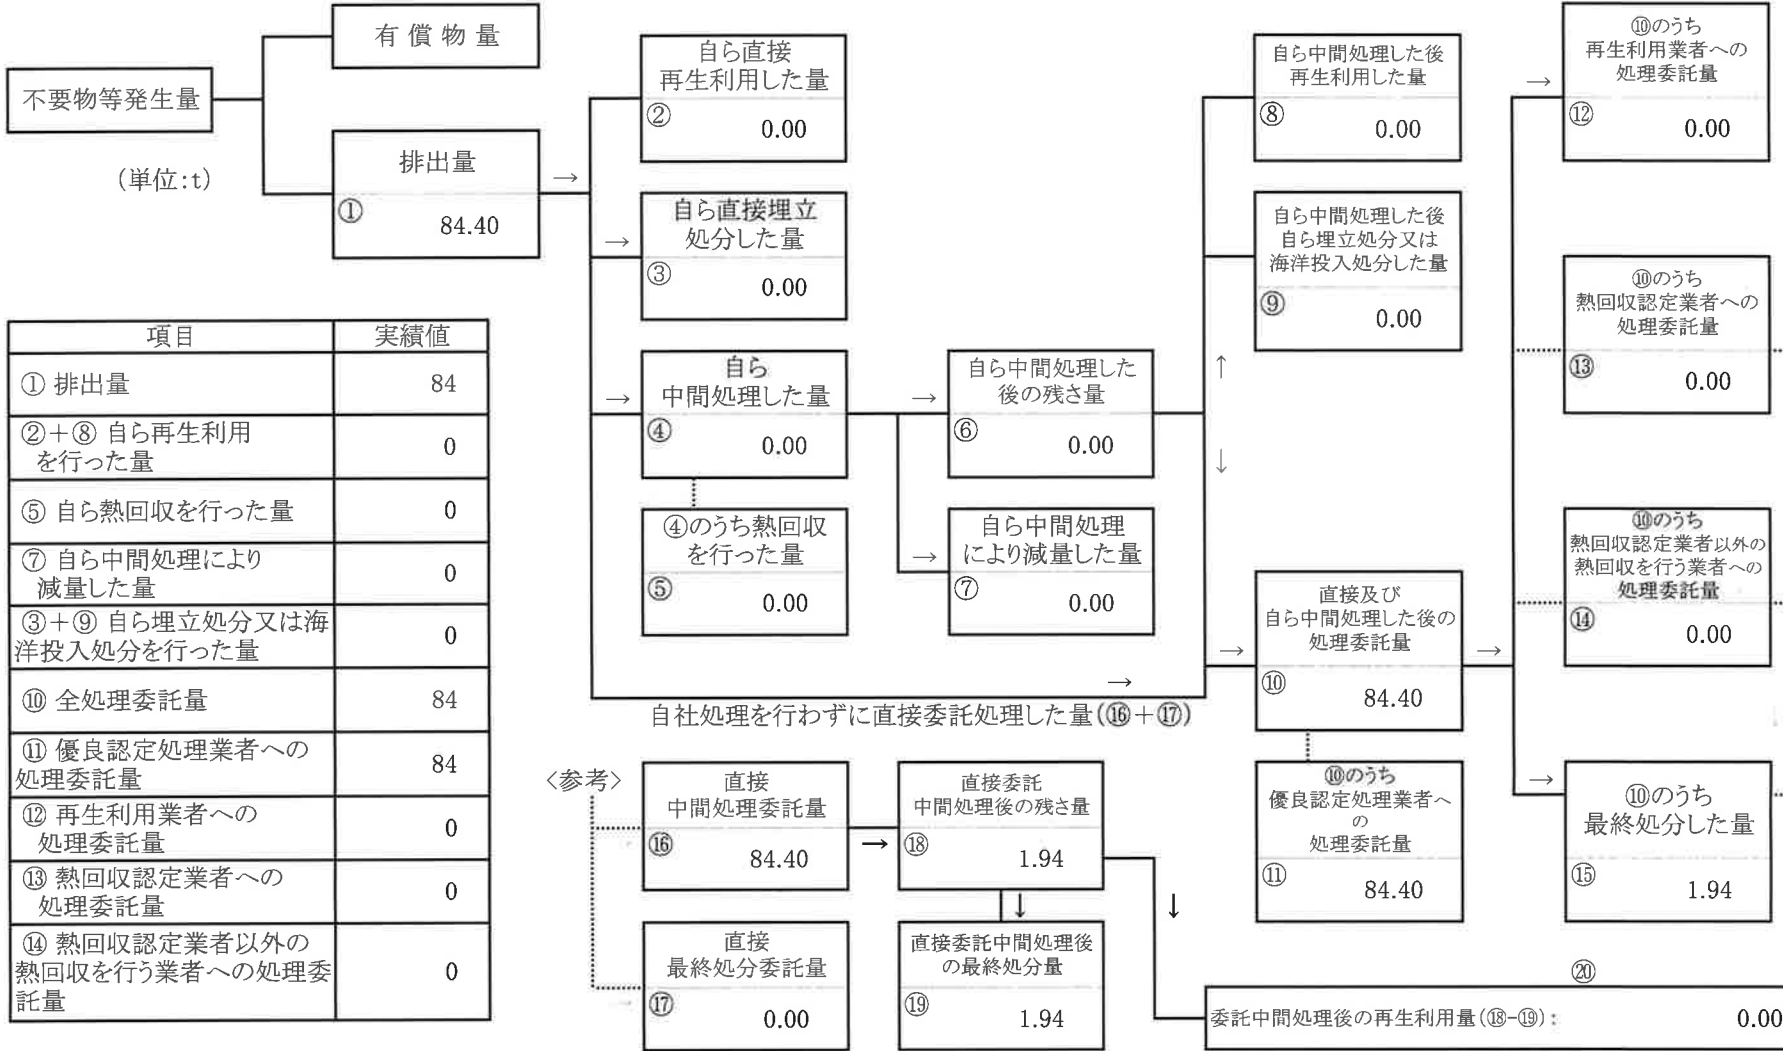 不要物等発生量
有償物量
排出量
①
84.40
(単位:t)
→
自ら直接
再生利用した量
②
0.00
→
自ら直接埋立
処分した量
③
0.00
→
自ら
中間処理した量
④
0.00
④のうち熱回収
を行った量
⑤
0.00
→
自ら中間処理した
後の残さ量
⑥
0.00
→
自ら中間処理
により減量した量
⑦
0.00
↑
↓
自ら中間処理した後
再生利用した量
⑧
0.00
自ら中間処理した後
自ら埋立処分又は
海洋投入処分した量
⑨
0.00
→
自社処理を行わずに直接委託処理した量(⑯+⑰)
→
直接及び
自ら中間処理した後の
処理委託量
⑩
84.40
⑩のうち
優良認定処理業者へ
の
処理委託量
⑪
84.40
→
→
⑩のうち
再生利用業者への
処理委託量
⑫
0.00
⑩のうち
熱回収認定業者への
処理委託量
⑬
0.00
⑩のうち
熱回収認定業者以外の
熱回収を行う業者への
処理委託量
⑭
0.00
→
⑩のうち
最終処分した量
⑮
1.94
項目 実績値
① 排出量 84
②+⑧ 自ら再生利用
を行った量 0
⑤ 自ら熱回収を行った量 0
⑦ 自ら中間処理により
減量した量 0
③+⑨ 自ら埋立処分又は海
洋投入処分を行った量 0
⑩ 全処理委託量 84
⑪ 優良認定処理業者への
処理委託量 84
⑫ 再生利用業者への
処理委託量 0
⑬ 熱回収認定業者への
処理委託量 0
⑭ 熱回収認定業者以外の
熱回収を行う業者への処理委
託量 0
<参考>
直接
中間処理委託量
⑯
84.40
→
直接委託
中間処理後の残さ量
⑱
1.94
↓
↓
直接
最終処分委託量
⑰
0.00
直接委託中間処理後
の最終処分量
⑲
1.94
⑳
委託中間処理後の再生利用量(⑱-⑲): 0.00